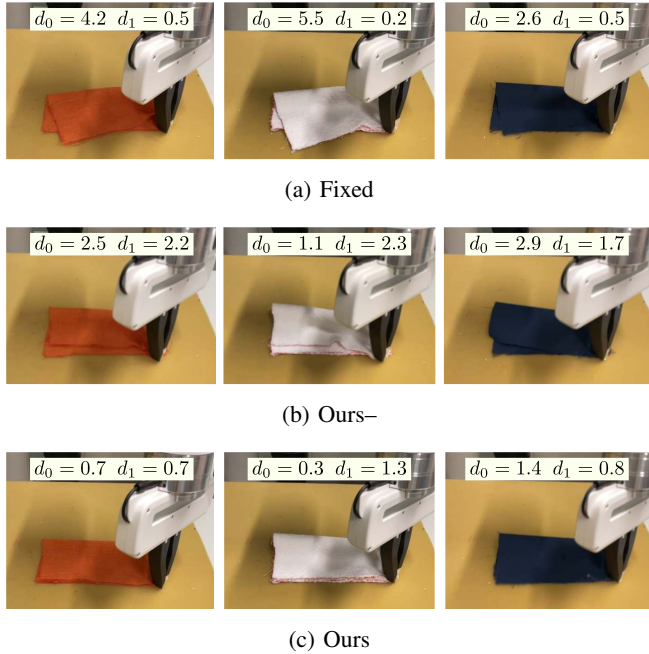 d₀ = 4.2 d₁ = 0.5 d₀ = 5.5 d₁ = 0.2 d₀ = 2.6 d₁ = 0.5
(a) Fixed
d₀ = 2.5 d₁ = 2.2 d₀ = 1.1 d₁ = 2.3 d₀ = 2.9 d₁ = 1.7
(b) Ours–
d₀ = 0.7 d₁ = 0.7 d₀ = 0.3 d₁ = 1.3 d₀ = 1.4 d₁ = 0.8
(c) Ours